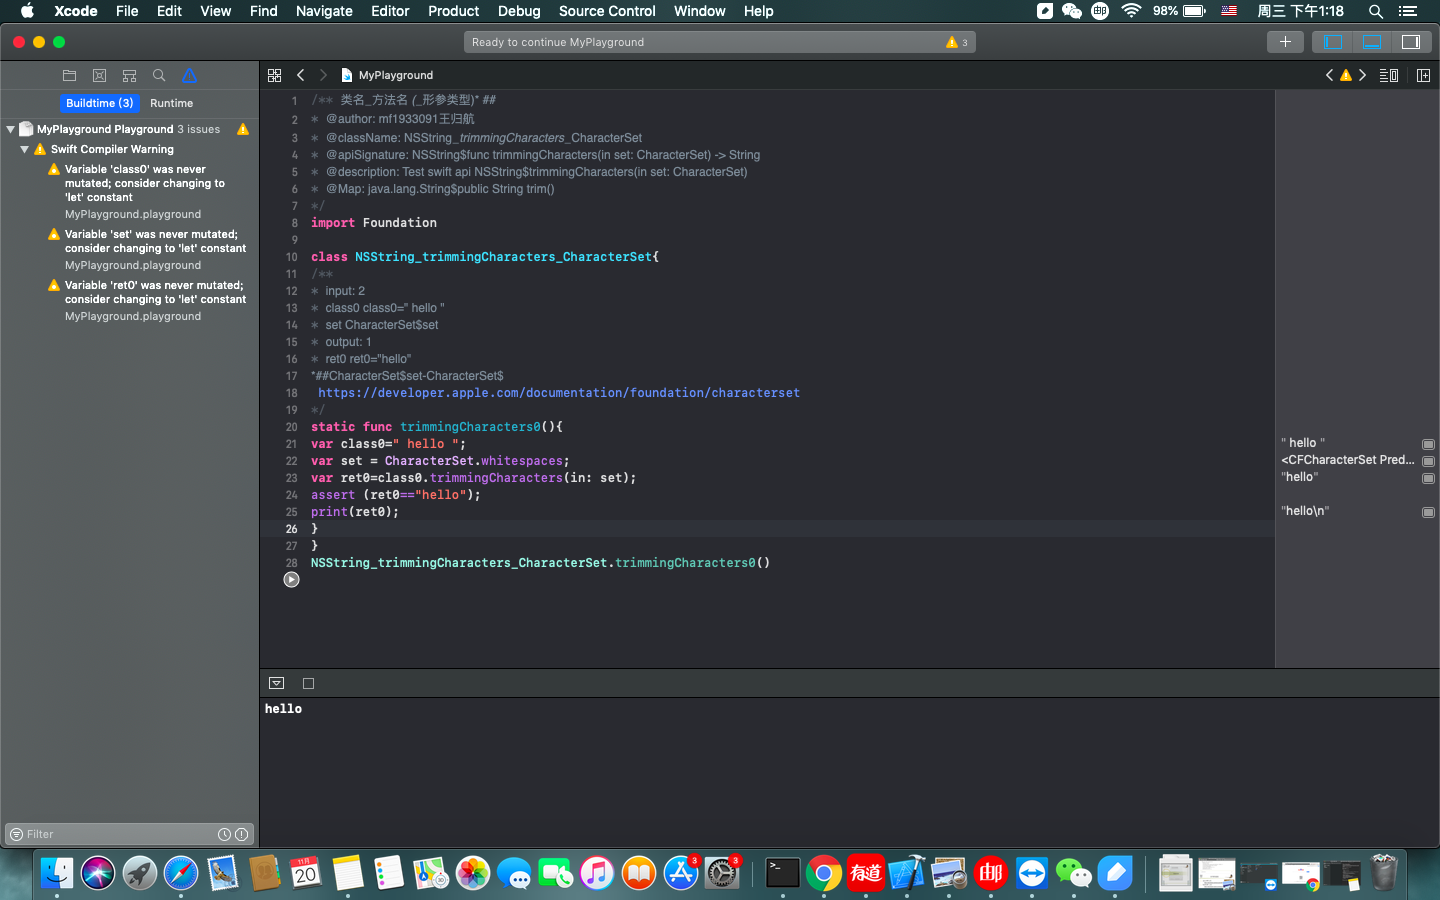 Xcode File Edit View Find Navigate Editor Product Debug Source Control Window Help
98% 周三 下午1:18
Ready to continue MyPlayground 3
MyPlayground
Buildtime (3) Runtime
MyPlayground Playground 3 issues
Swift Compiler Warning
Variable 'class0' was never
mutated; consider changing to
'let' constant
MyPlayground.playground
Variable 'set' was never mutated;
consider changing to 'let' constant
MyPlayground.playground
Variable 'ret0' was never mutated;
consider changing to 'let' constant
MyPlayground.playground
Filter
1 /** 类名_方法名 (_形参类型)* ##
2 * @author: mf1933091王归航
3 * @className: NSString_trimmingCharacters_CharacterSet
4 * @apiSignature: NSString$func trimmingCharacters(in set: CharacterSet) -> String
5 * @description: Test swift api NSString$trimmingCharacters(in set: CharacterSet)
6 * @Map: java.lang.String$public String trim()
7 */
8 import Foundation
9
10 class NSString_trimmingCharacters_CharacterSet{
11 /**
12 * input: 2
13 * class0 class0=" hello "
14 * set CharacterSet$set
15 * output: 1
16 * ret0 ret0="hello"
17 *##CharacterSet$set-CharacterSet$
18 https://developer.apple.com/documentation/foundation/characterset
19 */
20 static func trimmingCharacters0(){
21 var class0=" hello ";
22 var set = CharacterSet.whitespaces;
23 var ret0=class0.trimmingCharacters(in: set);
24 assert (ret0=="hello");
25 print(ret0);
26 }
27 }
28 NSString_trimmingCharacters_CharacterSet.trimmingCharacters0()
" hello "
<CFCharacterSet Pred...
"hello"
"hello\n"
hello
11月
20
30
3
3
>_
有道
邮